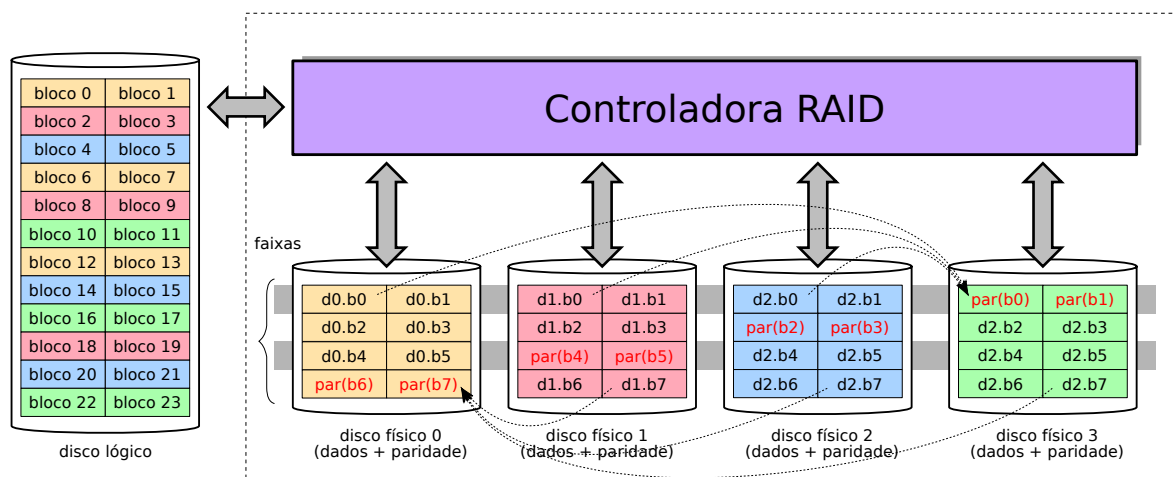 Controladora RAID
bloco 0 bloco 1
bloco 2 bloco 3
bloco 4 bloco 5
bloco 6 bloco 7
bloco 8 bloco 9
bloco 10 bloco 11
bloco 12 bloco 13
bloco 14 bloco 15
bloco 16 bloco 17
bloco 18 bloco 19
bloco 20 bloco 21
bloco 22 bloco 23
disco lógico
faixas
d0.b0 d0.b1
d0.b2 d0.b3
d0.b4 d0.b5
par(b6) par(b7)
disco físico 0
(dados + paridade)
d1.b0 d1.b1
d1.b2 d1.b3
par(b4) par(b5)
d1.b6 d1.b7
disco físico 1
(dados + paridade)
d2.b0 d2.b1
par(b2) par(b3)
d2.b4 d2.b5
d2.b6 d2.b7
disco físico 2
(dados + paridade)
par(b0) par(b1)
d2.b2 d2.b3
d2.b4 d2.b5
d2.b6 d2.b7
disco físico 3
(dados + paridade)